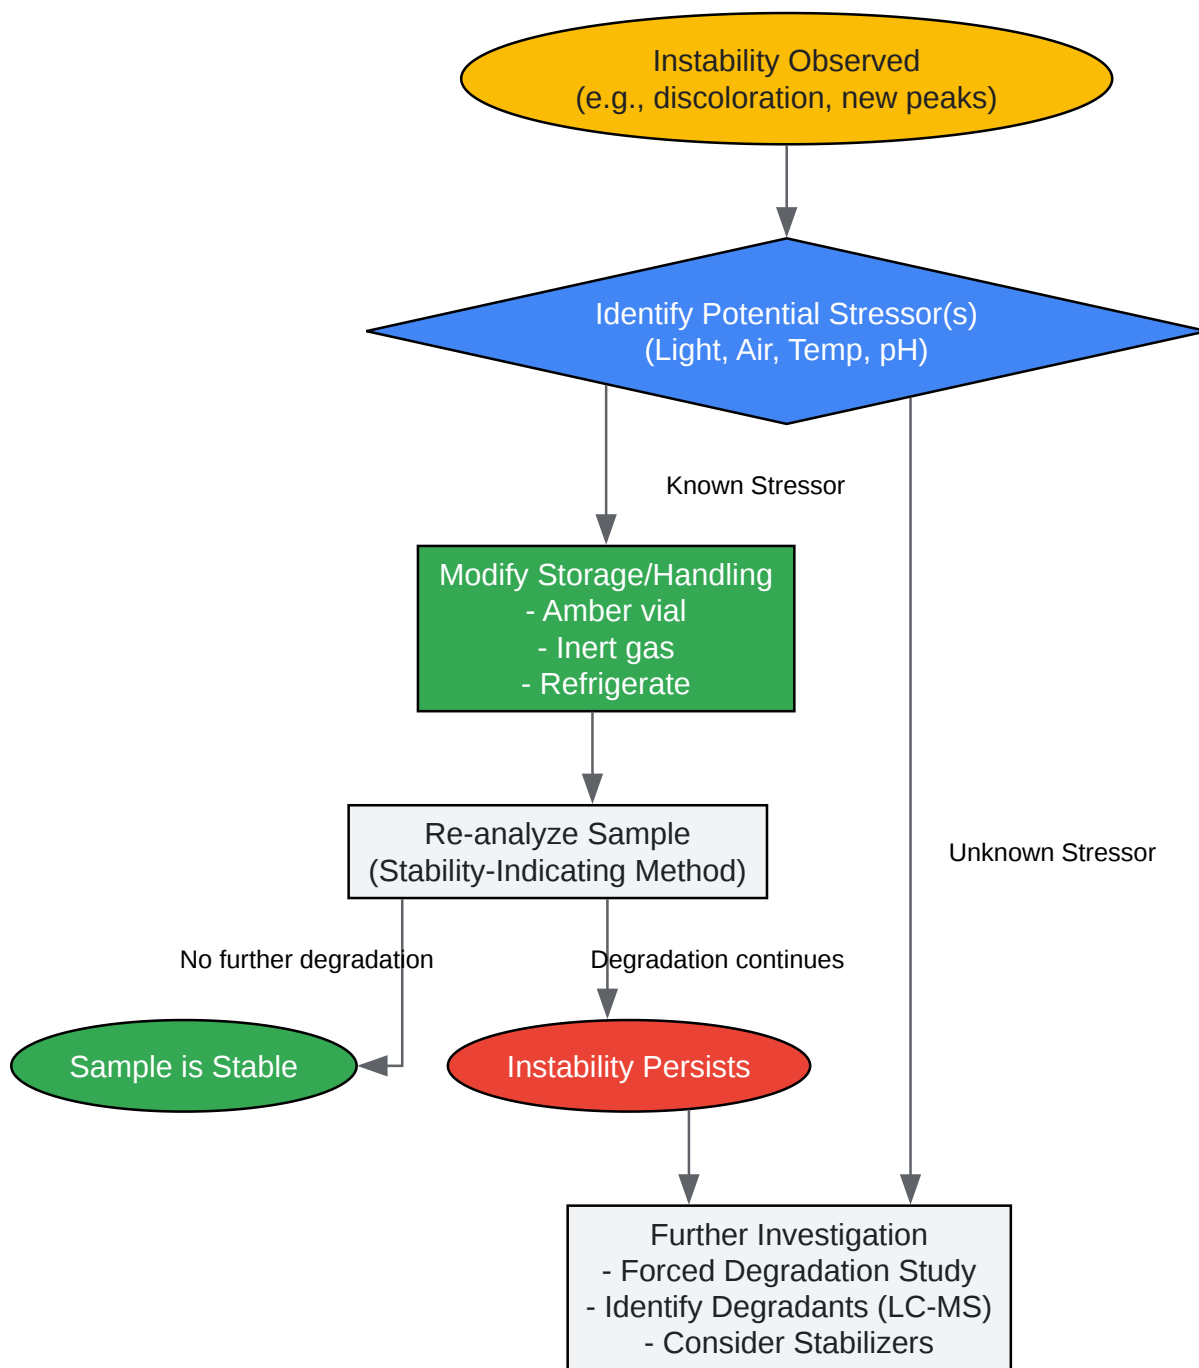 Instability Observed
(e.g., discoloration, new peaks)
Identify Potential Stressor(s)
(Light, Air, Temp, pH)
Known Stressor
Modify Storage/Handling
- Amber vial
- Inert gas
- Refrigerate
Re-analyze Sample
(Stability-Indicating Method)
Unknown Stressor
No further degradation
Degradation continues
Sample is Stable
Instability Persists
Further Investigation
- Forced Degradation Study
- Identify Degradants (LC-MS)
- Consider Stabilizers